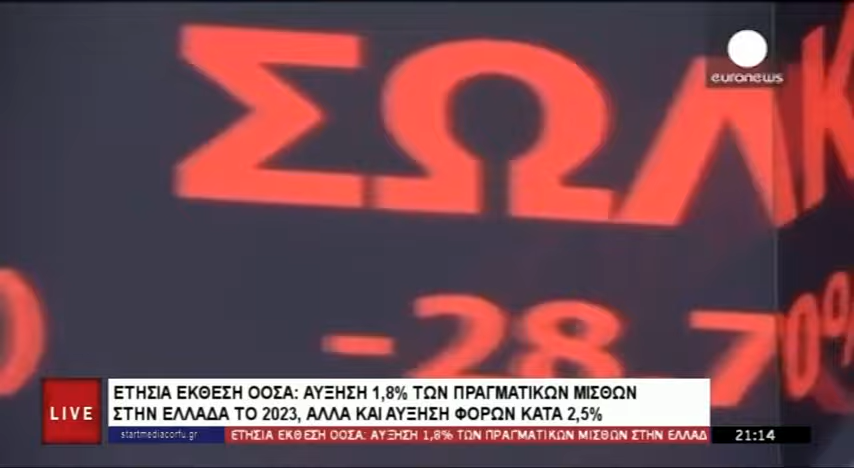 ΣΩΛΚ
euronews
-28.70%
LIVE
ΕΤΗΣΙΑ ΕΚΘΕΣΗ ΟΟΣΑ: ΑΥΞΗΣΗ 1,8% ΤΩΝ ΠΡΑΓΜΑΤΙΚΩΝ ΜΙΣΘΩΝ
ΣΤΗΝ ΕΛΛΑΔΑ ΤΟ 2023, ΑΛΛΑ ΚΑΙ ΑΥΞΗΣΗ ΦΟΡΩΝ ΚΑΤΑ 2,5%
startmediacorfu.gr
ΕΤΗΣΙΑ ΕΚΘΕΣΗ ΟΟΣΑ: ΑΥΞΗΣΗ 1,8% ΤΩΝ ΠΡΑΓΜΑΤΙΚΩΝ ΜΙΣΘΩΝ ΣΤΗΝ ΕΛΛΑΔ
21:14